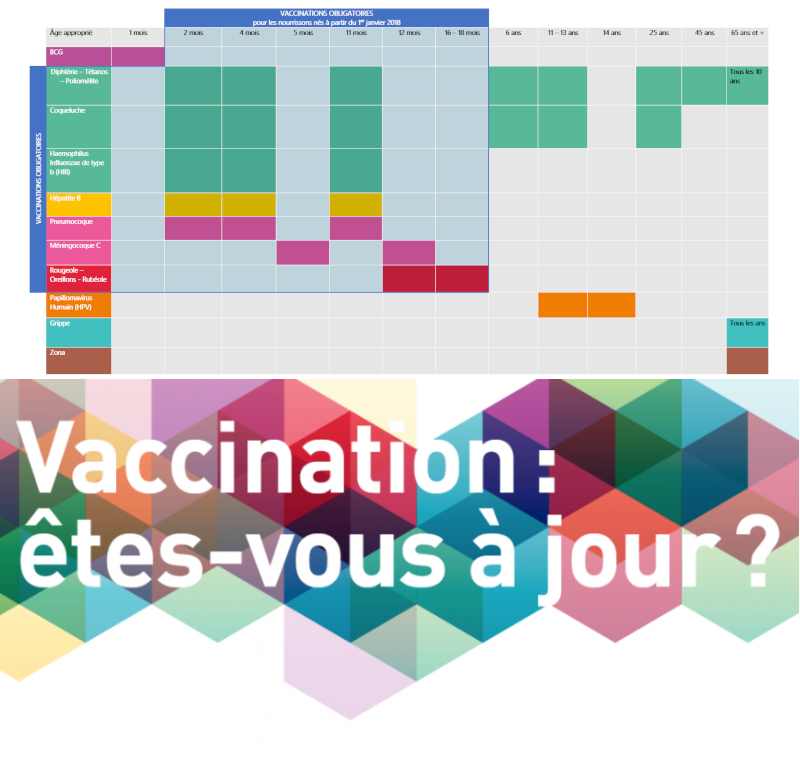 VACCINATIONS OBLIGATOIRES
pour les nourrissons nés à partir du 1er janvier 2018
Âge approprié 1 mois 2 mois 4 mois 5 mois 11 mois 12 mois 16 – 18 mois 6 ans 11 – 13 ans 14 ans 25 ans 45 ans 65 ans et +
BCG
VACCINATIONS OBLIGATOIRES
Diphtérie – Tétanos
– Poliomélite
Tous les 10
ans
Coqueluche
Haemophilus
Influenzae de type
b (HIB)
Hépatite B
Pneumocoque
Méningocoque C
Rougeole –
Oreillons - Rubéole
Papillomavirus
Humain (HPV)
Grippe
Tous les ans
Zona
Vaccination :
êtes-vous à jour ?